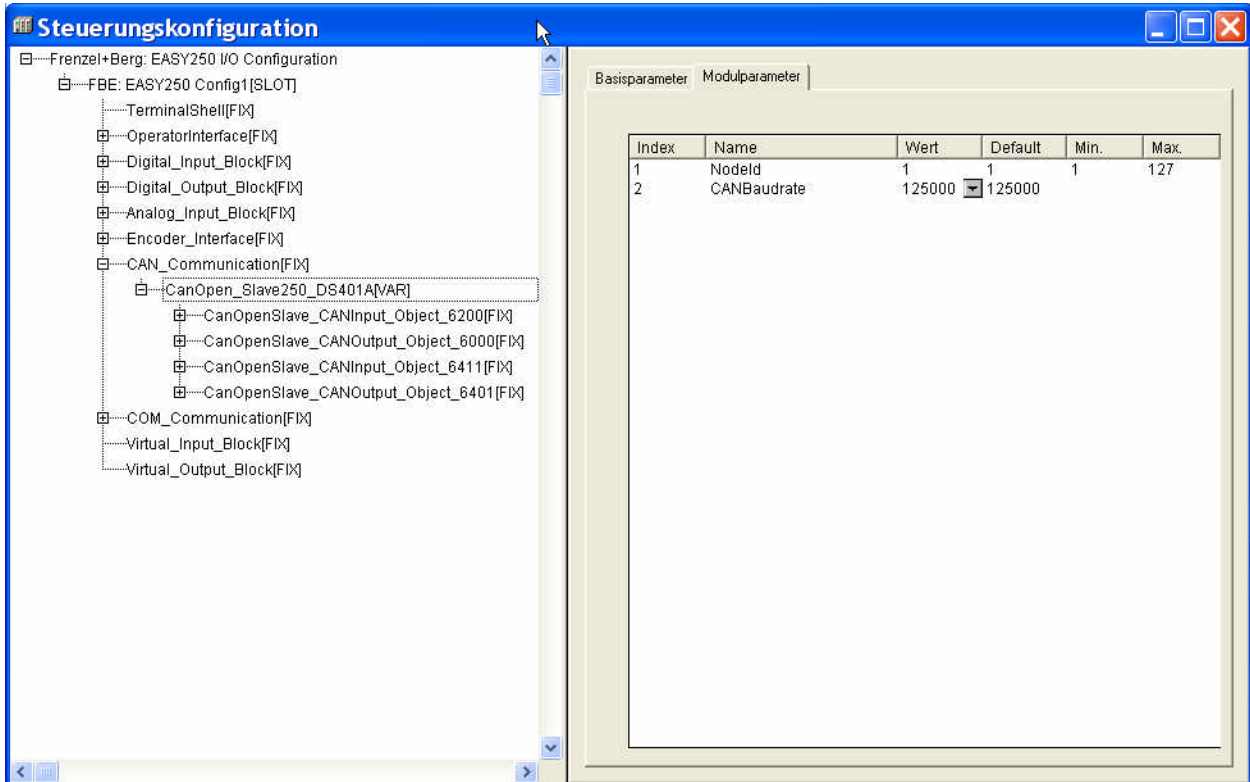 Steuerungskonfiguration
Frenzel+Berg: EASY250 I/O Configuration
FBE: EASY250 Config1[SLOT]
TerminalShell[FIX]
OperatorInterface[FIX]
Digital_Input_Block[FIX]
Digital_Output_Block[FIX]
Analog_Input_Block[FIX]
Encoder_Interface[FIX]
CAN_Communication[FIX]
CanOpen_Slave250_DS401A[VAR]
CanOpenSlave_CANInput_Object_6200[FIX]
CanOpenSlave_CANOutput_Object_6000[FIX]
CanOpenSlave_CANInput_Object_6411[FIX]
CanOpenSlave_CANOutput_Object_6401[FIX]
COM_Communication[FIX]
Virtual_Input_Block[FIX]
Virtual_Output_Block[FIX]
Basisparameter Modulparameter
Index Name Wert Default Min. Max.
1 NodeId 1 1 1 127
2 CANBaudrate 125000 125000